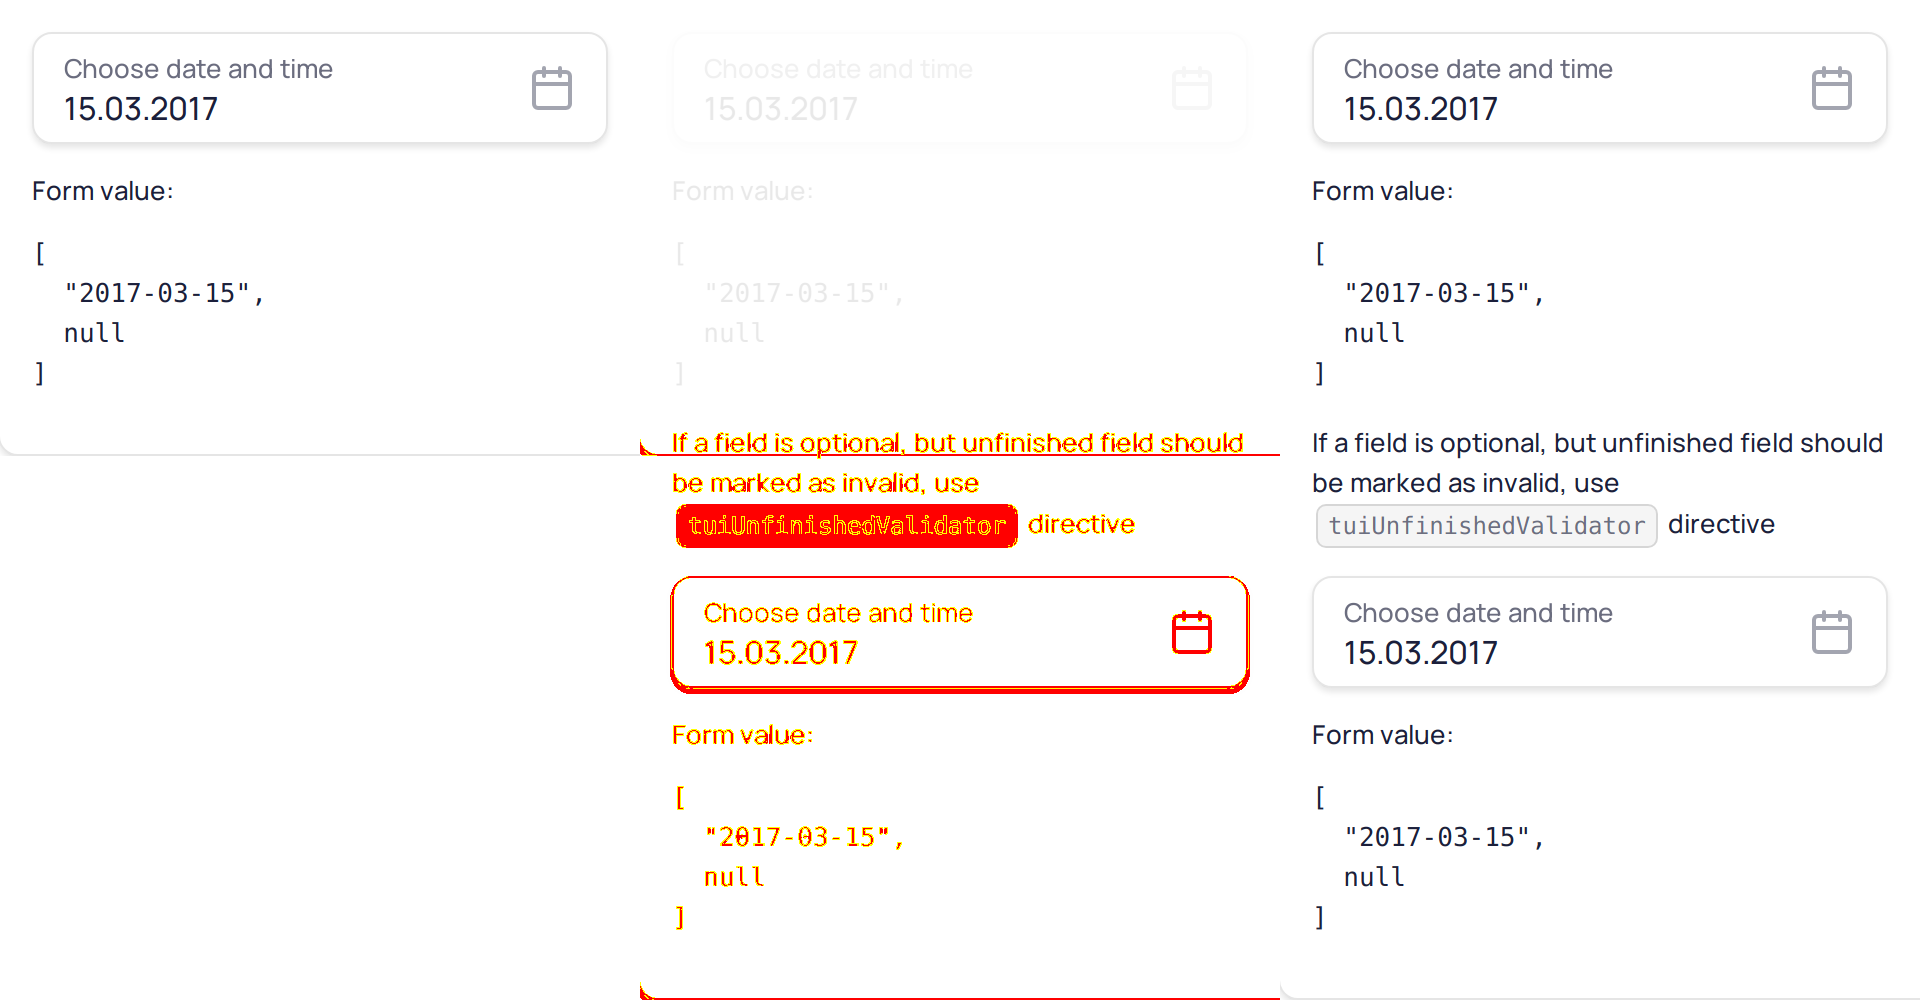 Choose date and time
15.03.2017
Form value:
[
"2017-03-15",
null
]
Choose date and time
15.03.2017
Form value:
[
"2017-03-15",
null
]
If a field is optional, but unfinished field should
be marked as invalid, use
tuiUnfinishedValidator directive
Choose date and time
15.03.2017
Form value:
[
"2017-03-15",
null
]
Choose date and time
15.03.2017
Form value:
[
"2017-03-15",
null
]
If a field is optional, but unfinished field should
be marked as invalid, use
tuiUnfinishedValidator directive
Choose date and time
15.03.2017
Form value:
[
"2017-03-15",
null
]